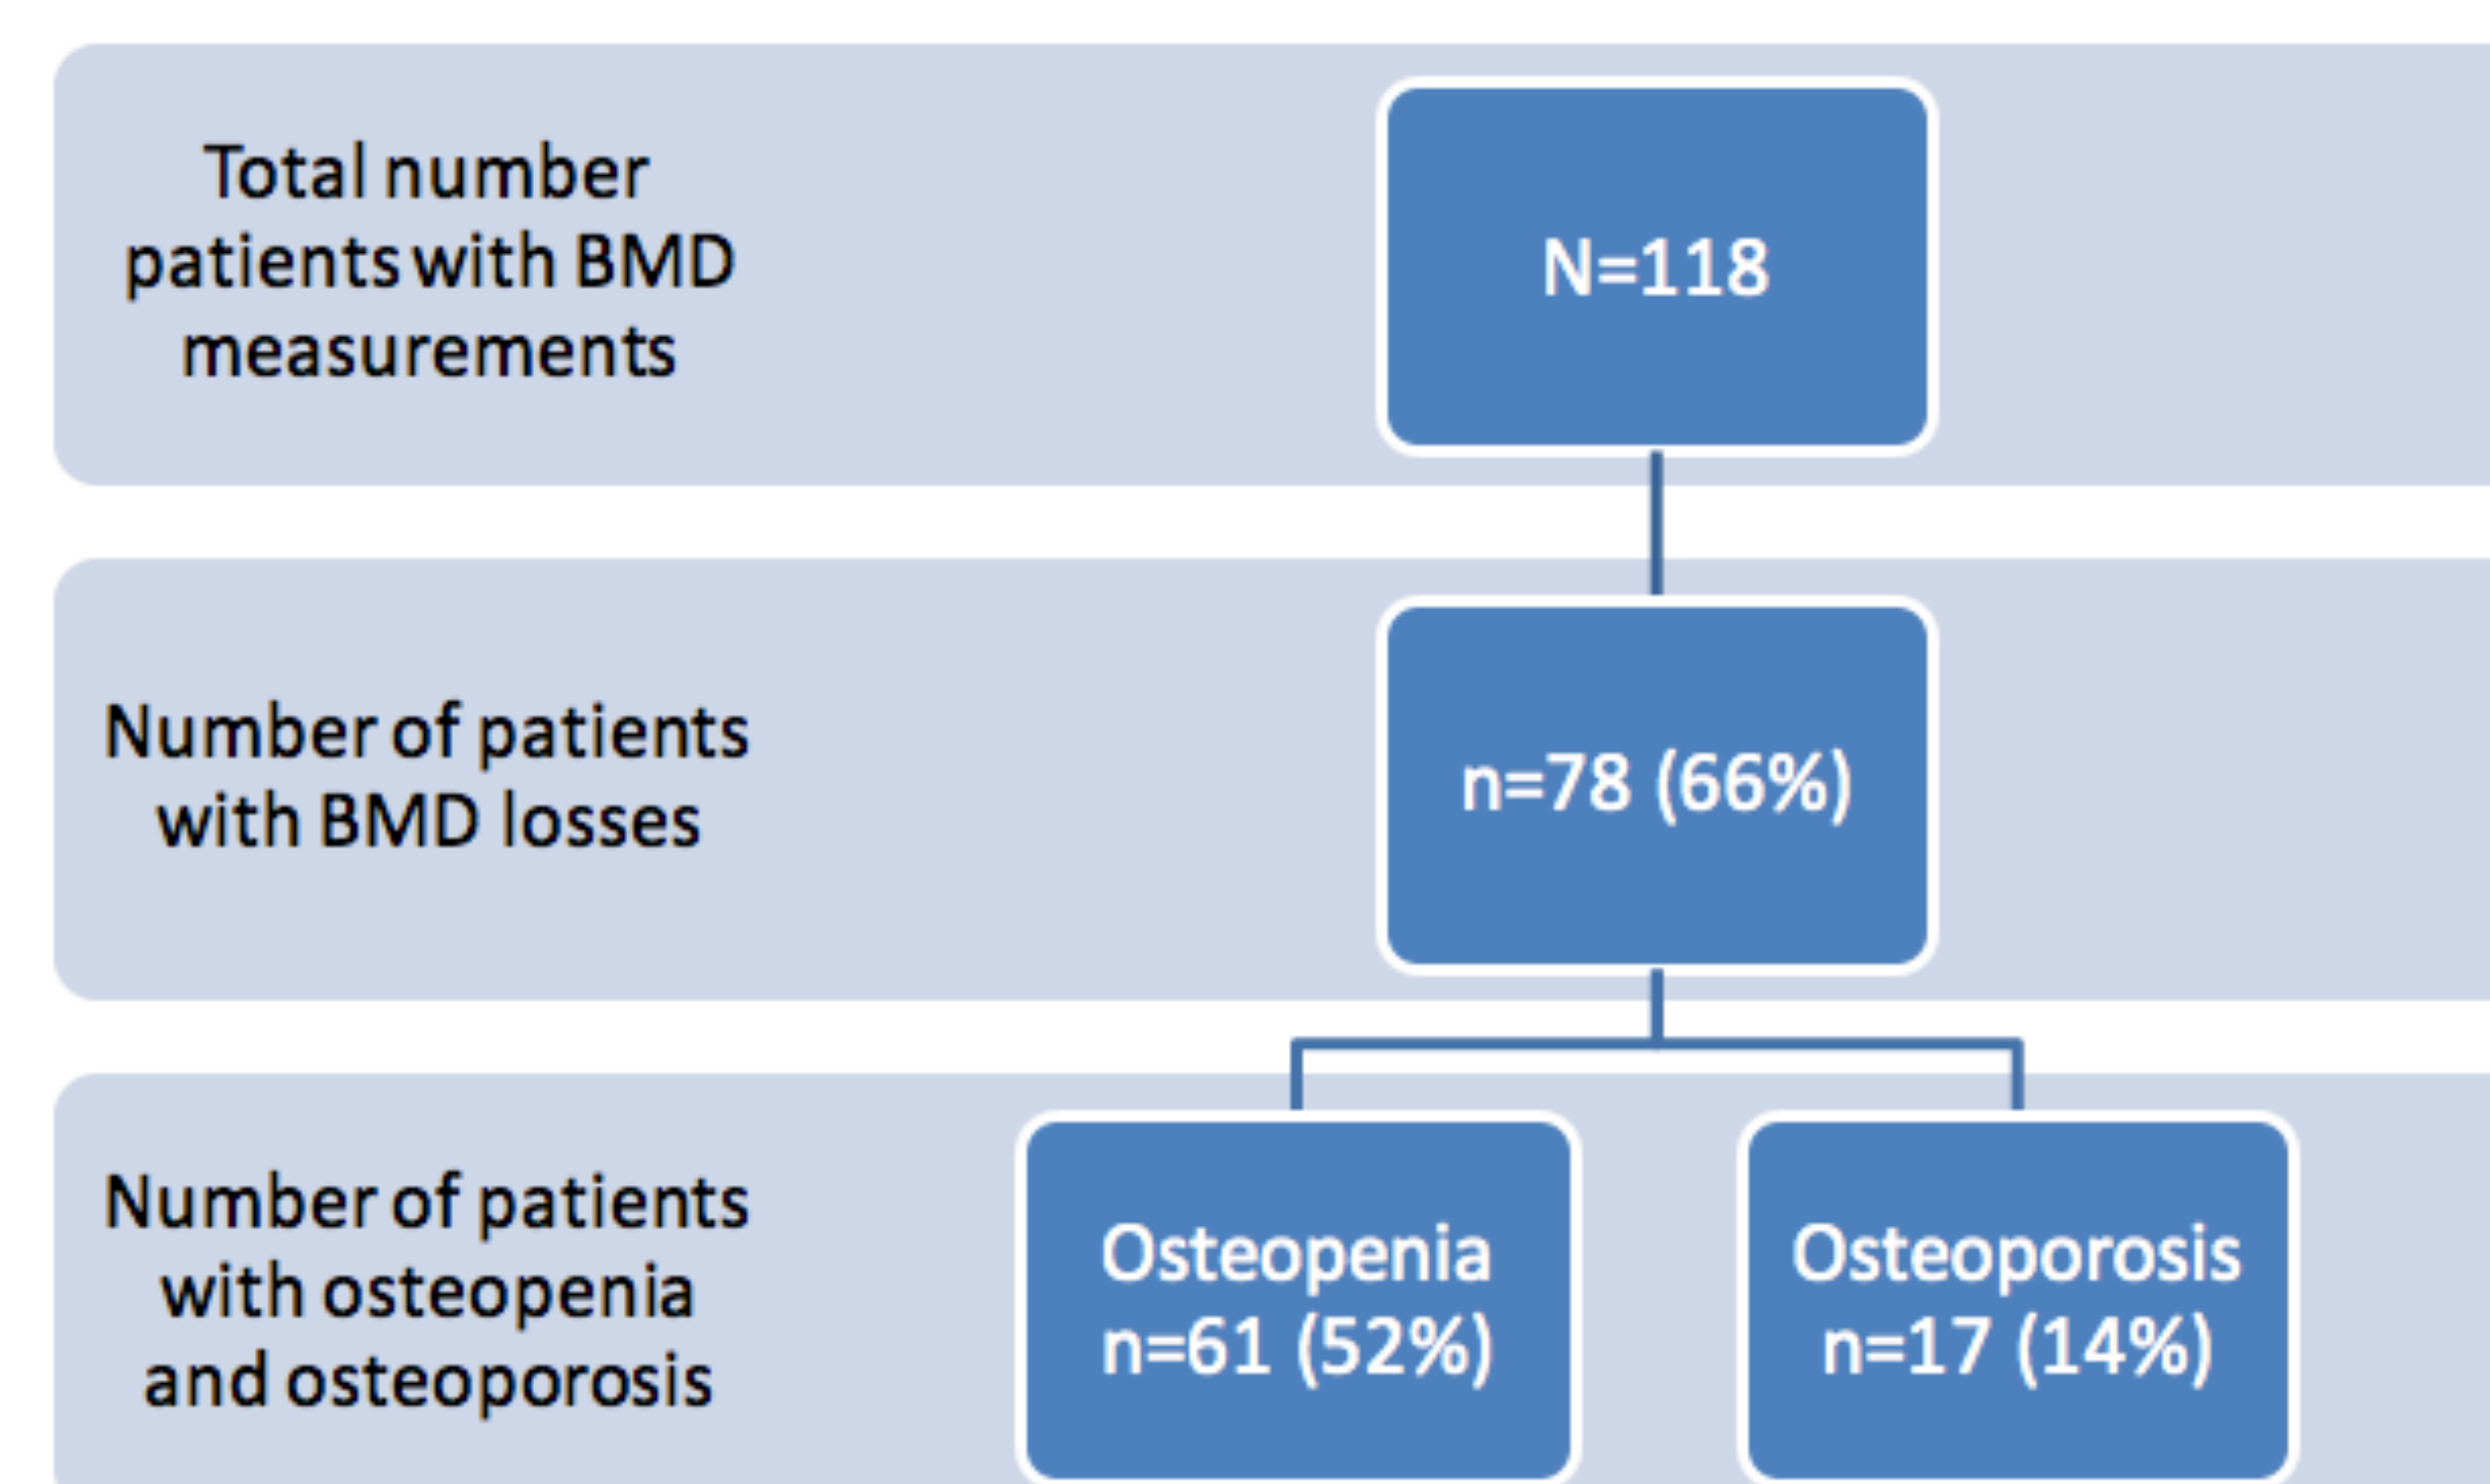 Total number
patients with BMD
measurements
N=118
Number of patients
with BMD losses
n=78 (66%)
Number of patients
with osteopenia
and osteoporosis
Osteopenia
n=61 (52%)
Osteoporosis
n=17 (14%)